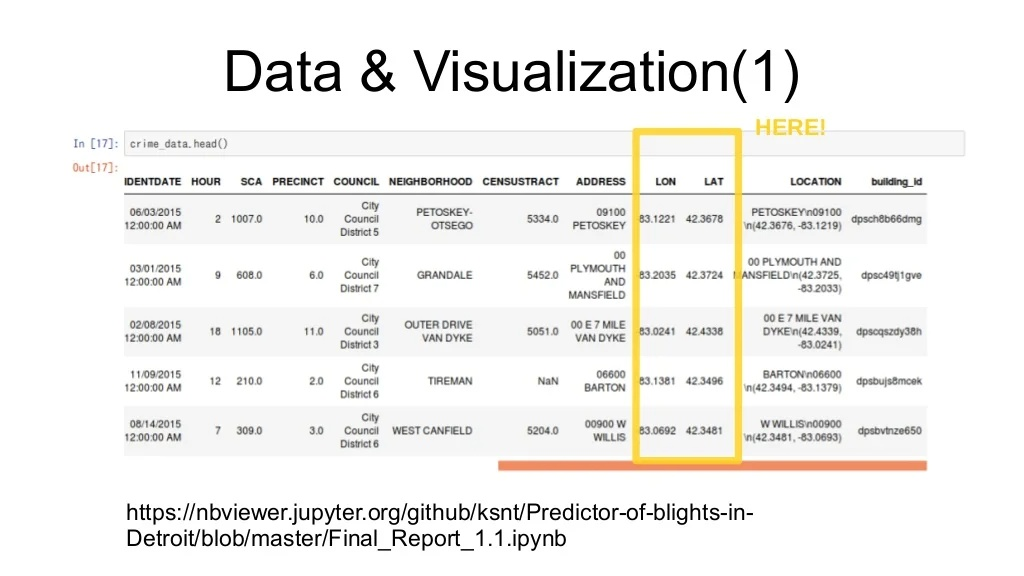 Data & Visualization(1)
HERE!
In [17]: crime_data.head()
Out[17]:
IDENTDATE HOUR SCA PRECINCT COUNCIL NEIGHBORHOOD CENSUSTRACT ADDRESS LON LAT LOCATION building_id
06/03/2015 12:00:00 AM 2 1007.0 10.0 City Council District 5 PETOSKEY-OTSEGO 5334.0 09100 PETOSKEY 83.1221 42.3678 PETOSKEY\n09100 \n(42.3676, -83.1219) dpsch8b66dmg
03/01/2015 12:00:00 AM 9 608.0 6.0 City Council District 7 GRANDALE 5452.0 00 PLYMOUTH AND MANSFIELD 83.2035 42.3724 00 PLYMOUTH AND MANSFIELD\n(42.3725, -83.2033) dpsc49tj1gve
02/08/2015 12:00:00 AM 18 1105.0 11.0 City Council District 3 OUTER DRIVE VAN DYKE 5051.0 00 E 7 MILE VAN DYKE 83.0241 42.4338 00 E 7 MILE VAN DYKE\n(42.4339, -83.0241) dpscqszdy38h
11/09/2015 12:00:00 AM 12 210.0 2.0 City Council District 6 TIREMAN NaN 06600 BARTON 83.1381 42.3496 BARTON\n06600 \n(42.3494, -83.1379) dpsbujs8mcek
08/14/2015 12:00:00 AM 7 309.0 3.0 City Council District 6 WEST CANFIELD 5204.0 00900 W WILLIS 83.0692 42.3481 W WILLIS\n00900 \n(42.3481, -83.0693) dpsbvtnze650
https://nbviewer.jupyter.org/github/ksnt/Predictor-of-blights-in-
Detroit/blob/master/Final_Report_1.1.ipynb